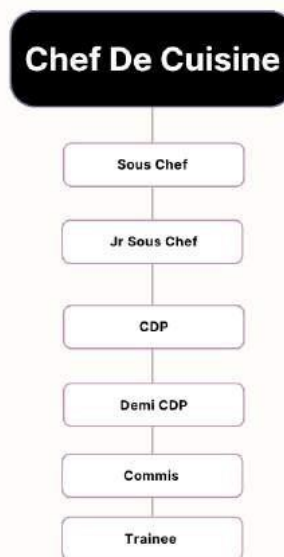 Chef De Cuisine
Sous Chef
Jr Sous Chef
CDP
Demi CDP
Commis
Trainee